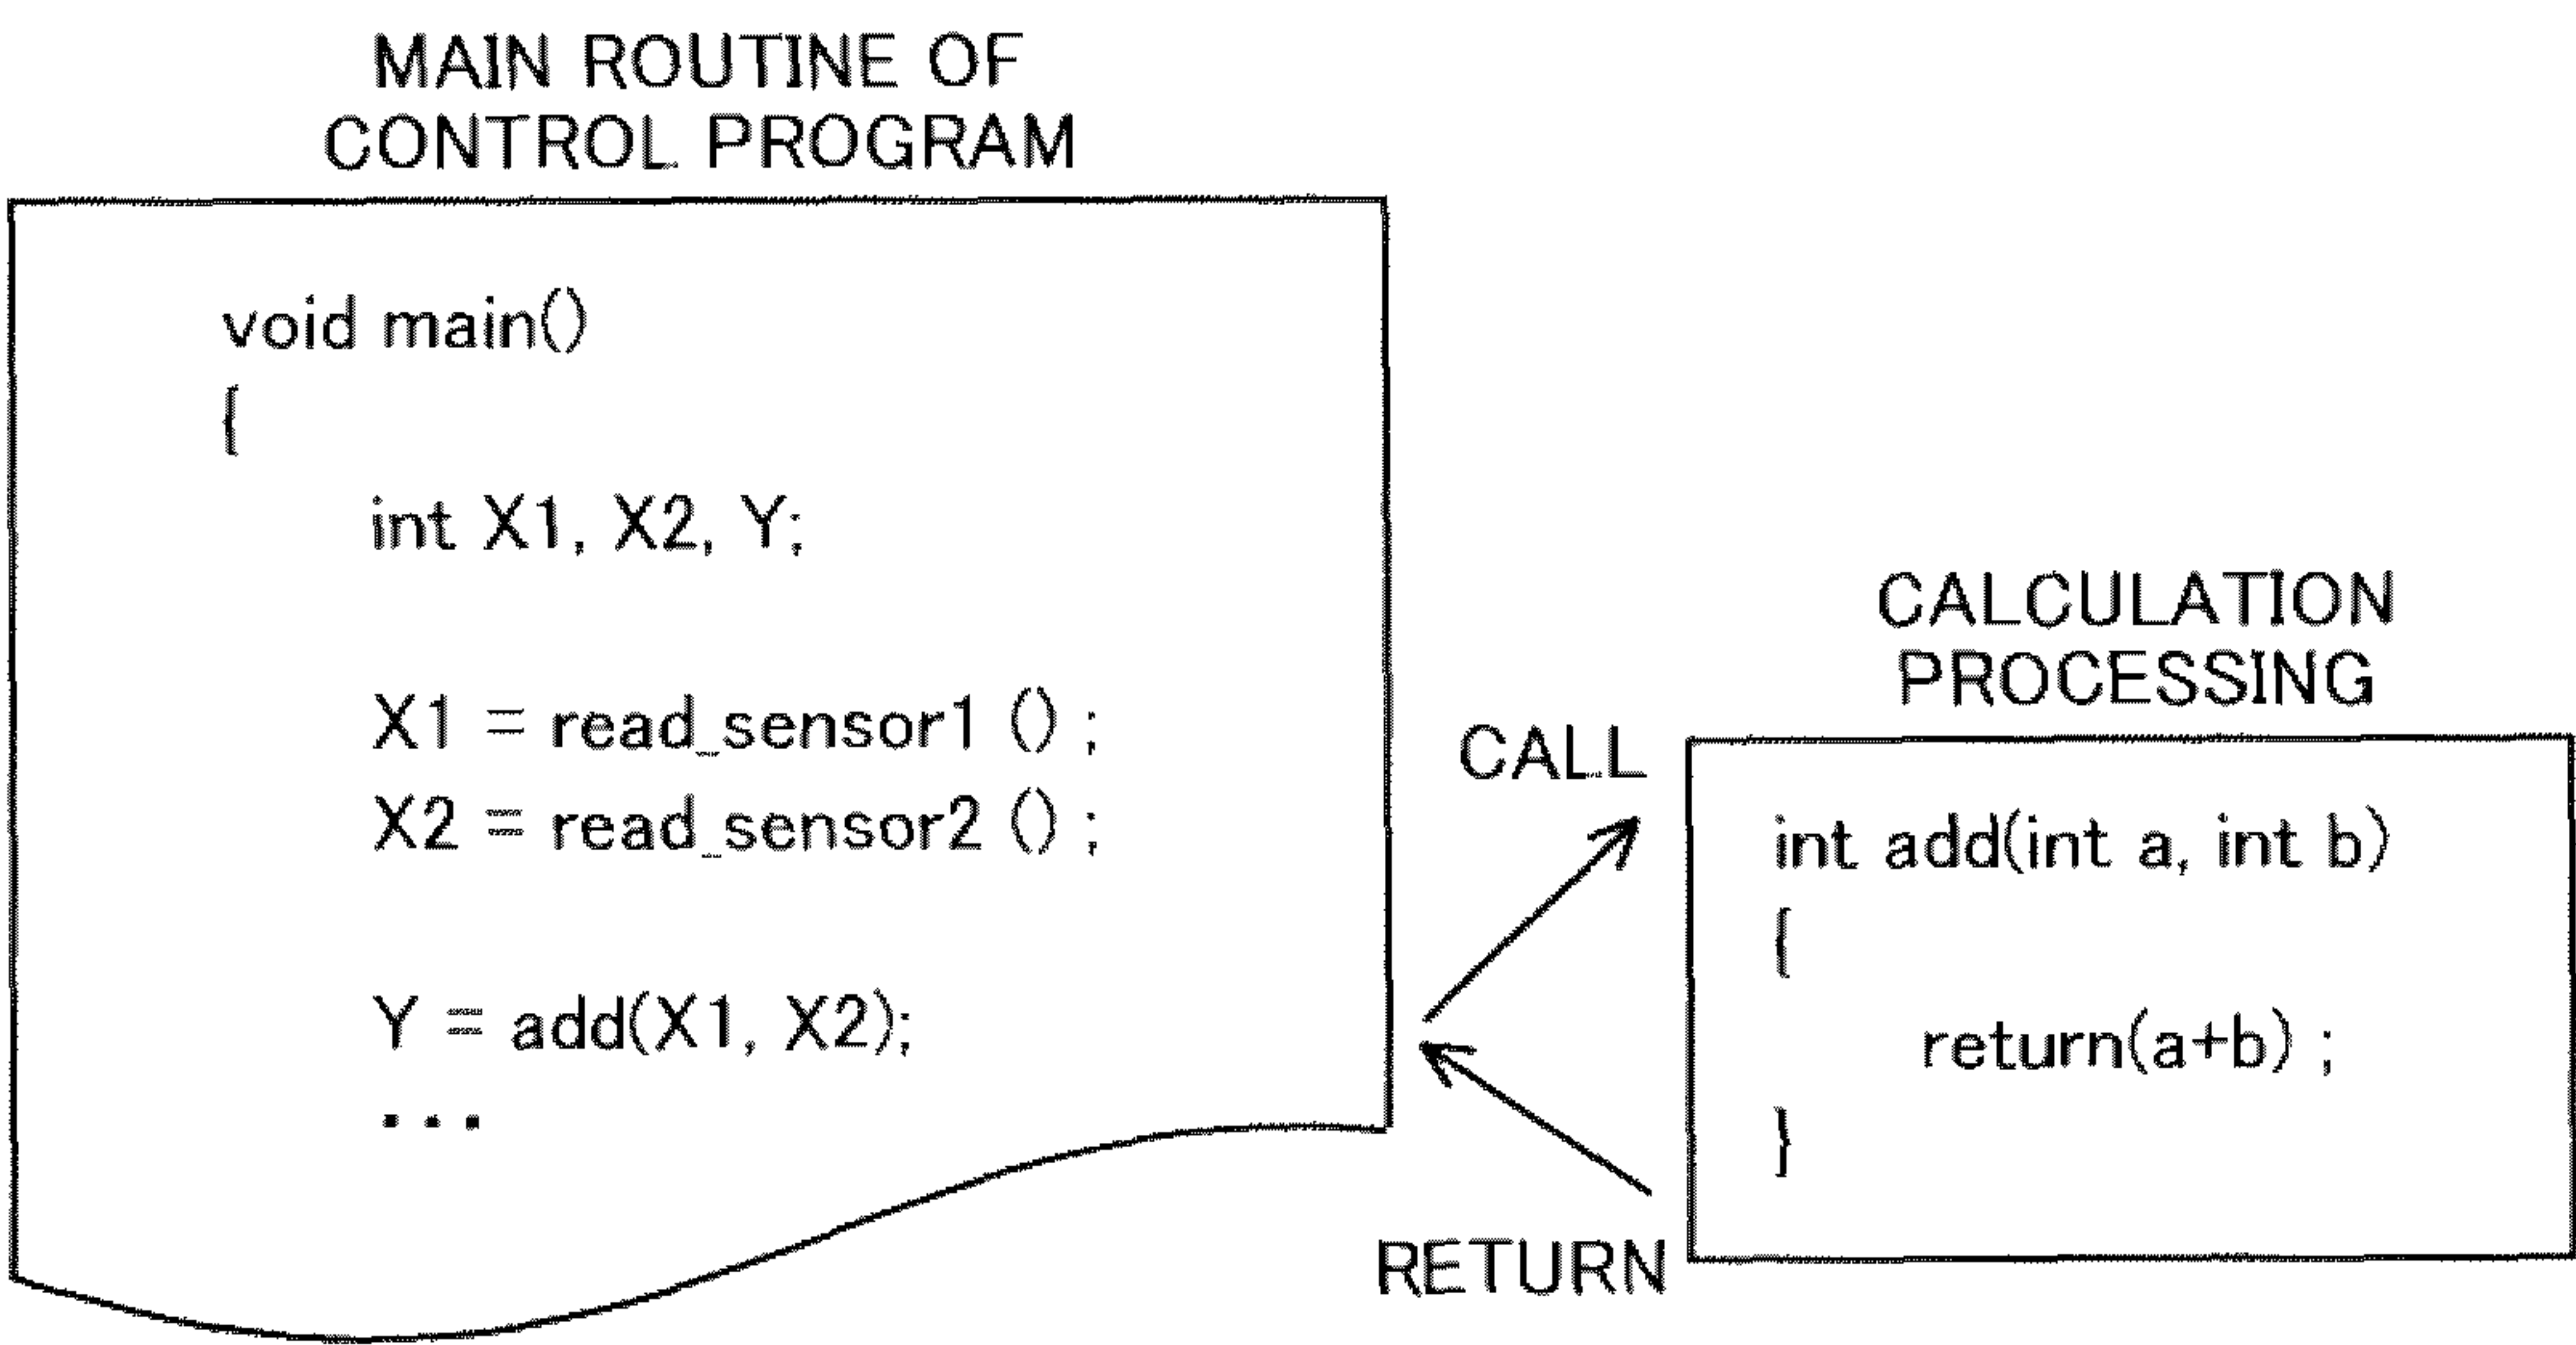 MAIN ROUTINE OF
CONTROL PROGRAM
void main()
{
int X1, X2, Y;
X1 = read_sensor1 () ;
X2 = read_sensor2 () ;
Y = add(X1, X2);
...
CALL
RETURN
CALCULATION
PROCESSING
int add(int a, int b)
{
return(a+b) ;
}